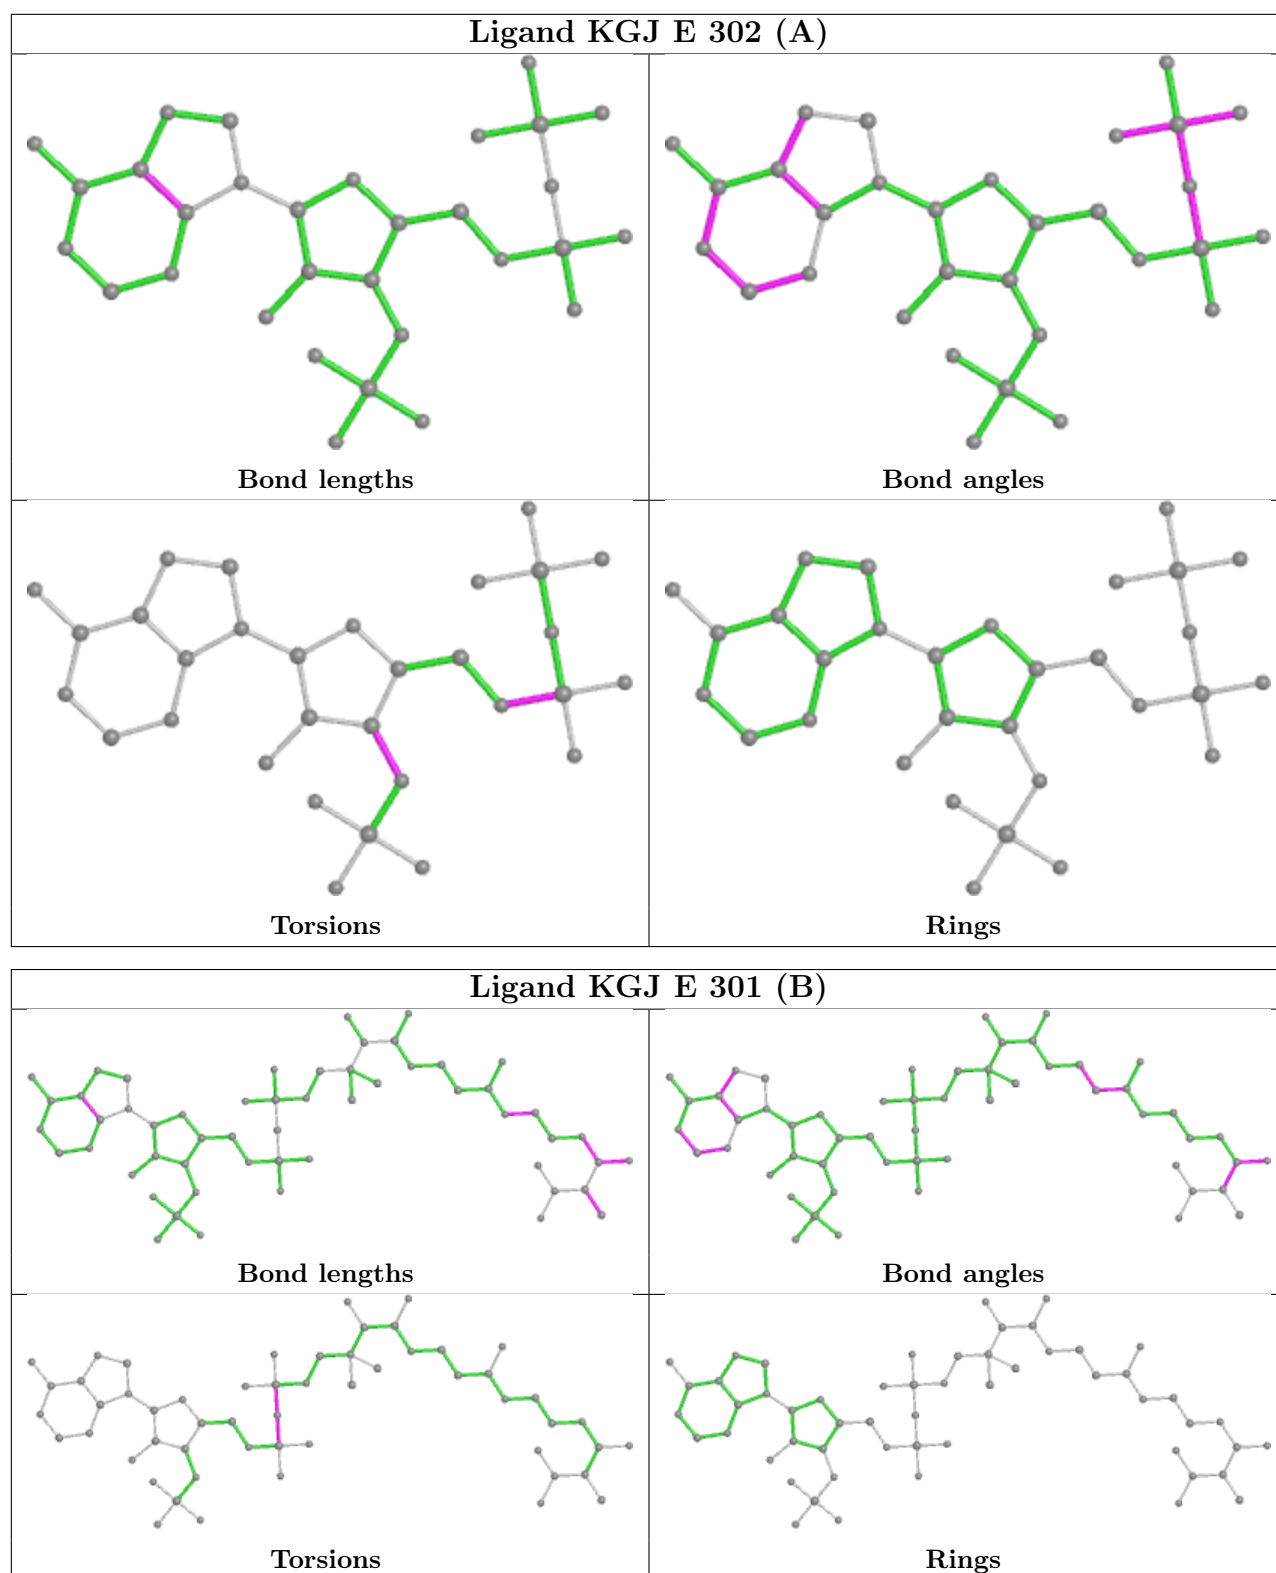 Ligand KGJ E 302 (A)
Bond lengths
Bond angles
Torsions
Rings
Ligand KGJ E 301 (B)
Bond lengths
Bond angles
Torsions
Rings